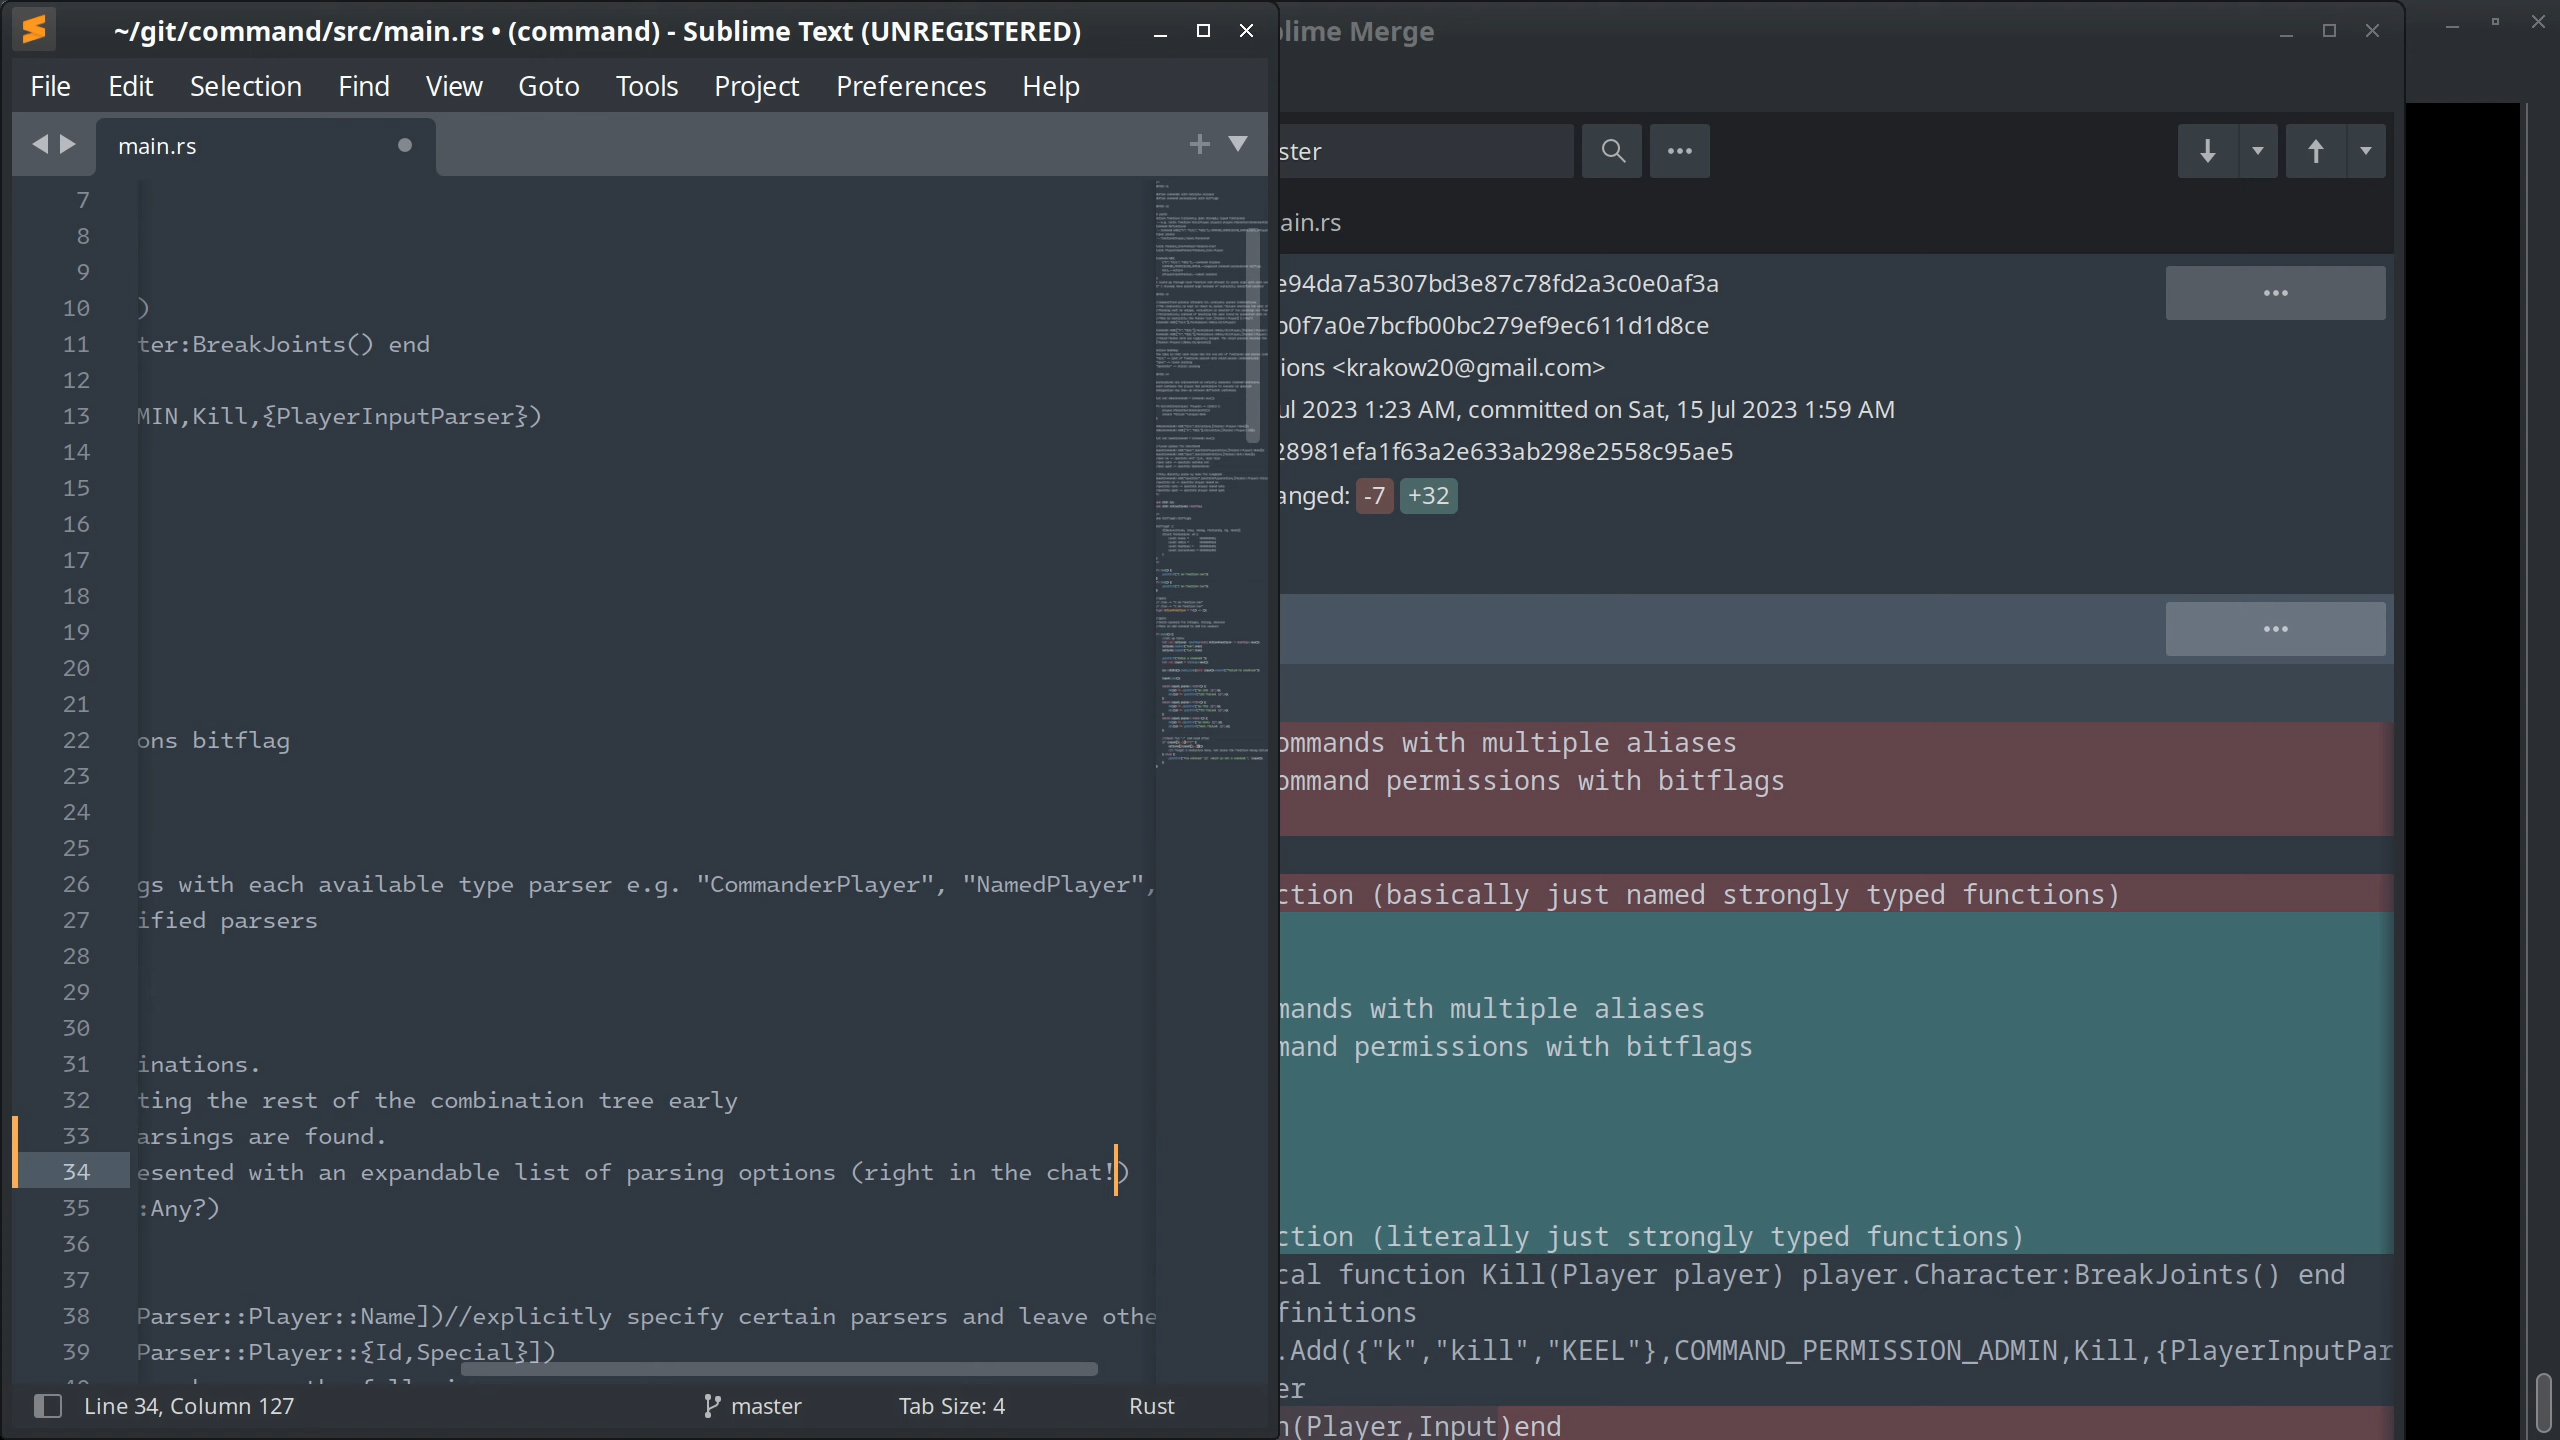 ~/git/command/src/main.rs • (command) - Sublime Text (UNREGISTERED)
File Edit Selection Find View Goto Tools Project Preferences Help
main.rs
7
8
9
10 )
11 ter:BreakJoints() end
12
13 MIN,Kill,{PlayerInputParser})
14
15
16
17
18
19
20
21
22 ons bitflag
23
24
25
26 gs with each available type parser e.g. "CommanderPlayer", "NamedPlayer",
27 ified parsers
28
29
30
31 inations.
32 ting the rest of the combination tree early
33 arsings are found.
34 esented with an expandable list of parsing options (right in the chat!)
35 :Any?)
36
37
38 Parser::Player::Name])//explicitly specify certain parsers and leave othe
39 Parser::Player::{Id,Special}])
Line 34, Column 127 master Tab Size: 4 Rust
lime Merge
ster
ain.rs
e94da7a5307bd3e87c78fd2a3c0e0af3a
b0f7a0e7bcfb00bc279ef9ec611d1d8ce
ions <krakow20@gmail.com>
ul 2023 1:23 AM, committed on Sat, 15 Jul 2023 1:59 AM
28981efa1f63a2e633ab298e2558c95ae5
anged: -7 +32
ommands with multiple aliases
ommand permissions with bitflags
ction (basically just named strongly typed functions)
mands with multiple aliases
mand permissions with bitflags
ction (literally just strongly typed functions)
cal function Kill(Player player) player.Character:BreakJoints() end
finitions
.Add({"k","kill","KEEL"},COMMAND_PERMISSION_ADMIN,Kill,{PlayerInputPar
er
n(Player,Input)end